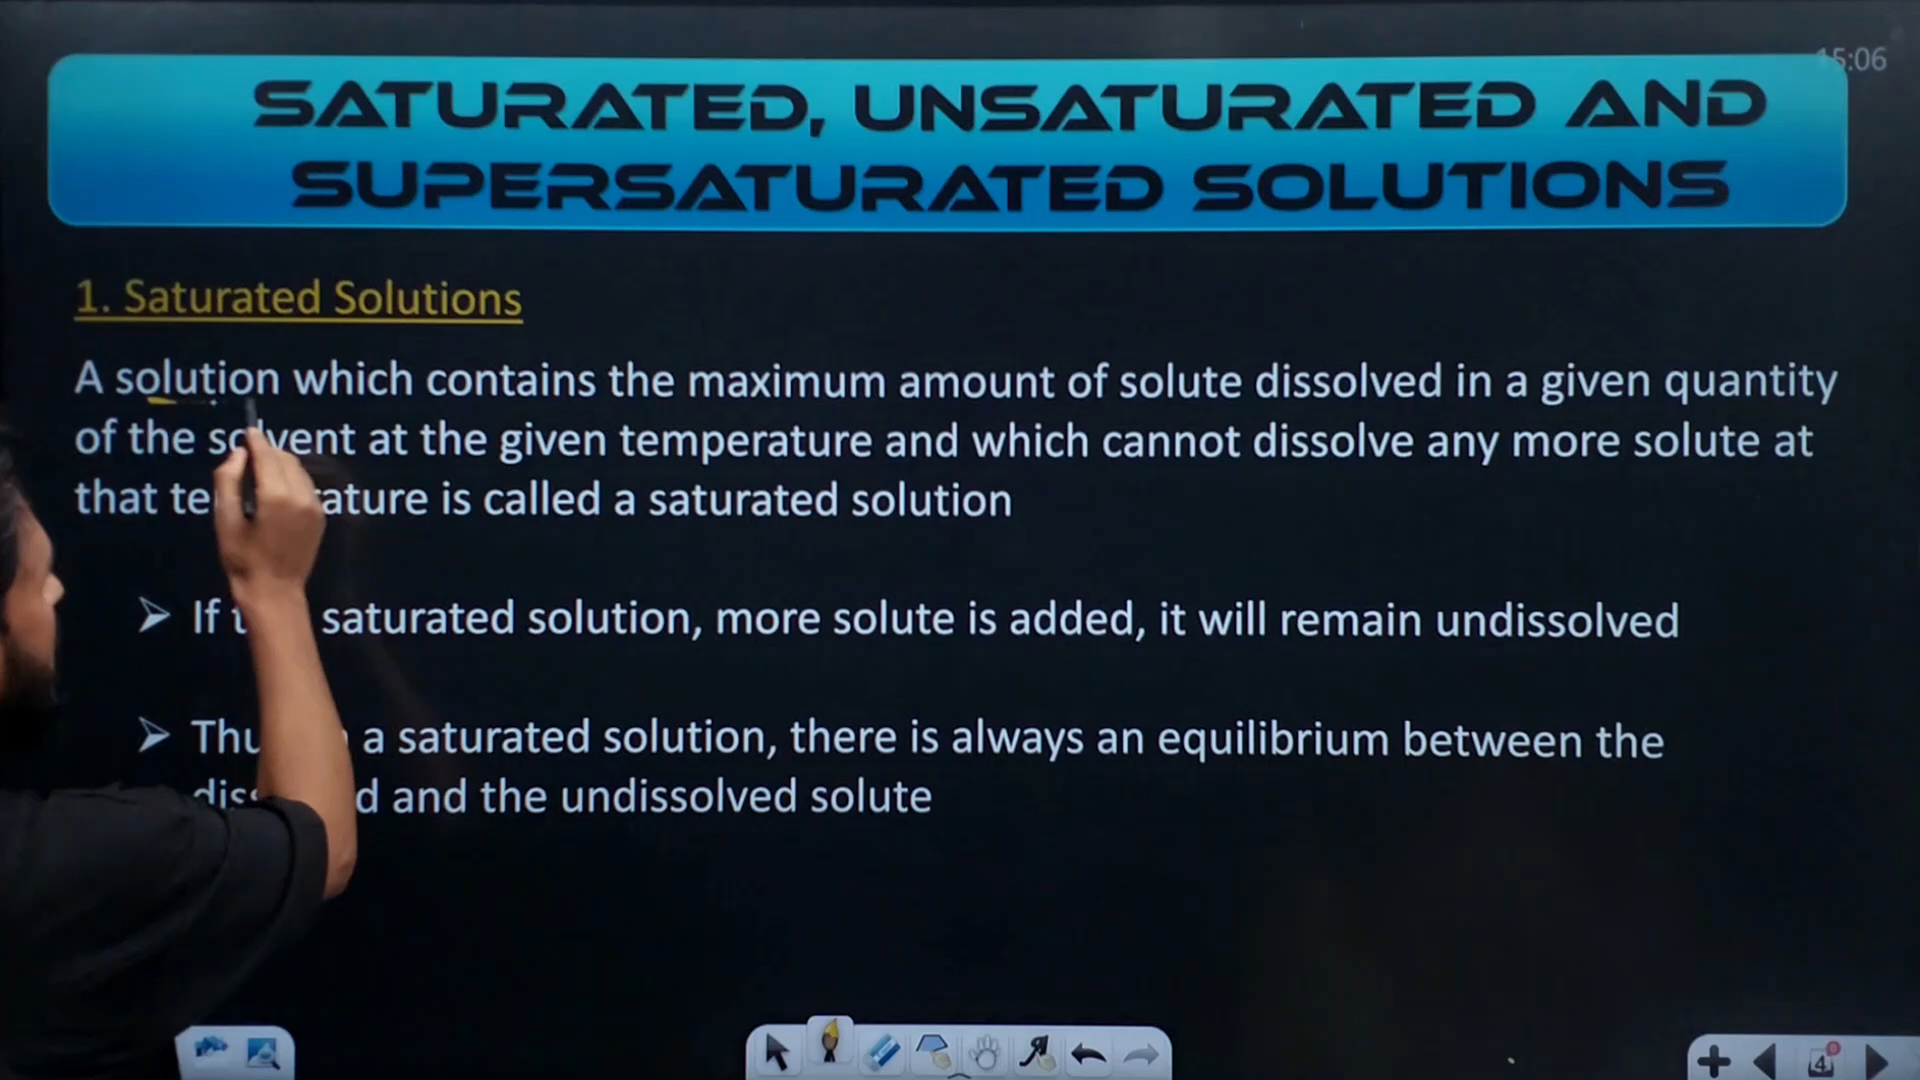 15:06
SATURATED, UNSATURATED AND
SUPERSATURATED SOLUTIONS
1. Saturated Solutions
A solution which contains the maximum amount of solute dissolved in a given quantity
of the solvent at the given temperature and which cannot dissolve any more solute at
that temperature is called a saturated solution
➤ If saturated solution, more solute is added, it will remain undissolved
➤ a saturated solution, there is always an equilibrium between the
and the undissolved solute
4